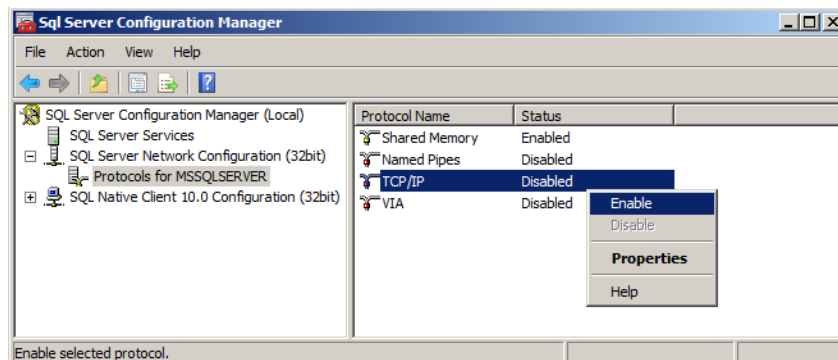 Sql Server Configuration Manager
File Action View Help
SQL Server Configuration Manager (Local)
SQL Server Services
SQL Server Network Configuration (32bit)
Protocols for MSSQLSERVER
SQL Native Client 10.0 Configuration (32bit)
Protocol Name Status
Shared Memory Enabled
Named Pipes Disabled
TCP/IP Disabled
VIA Disabled
Enable
Disable
Properties
Help
Enable selected protocol.